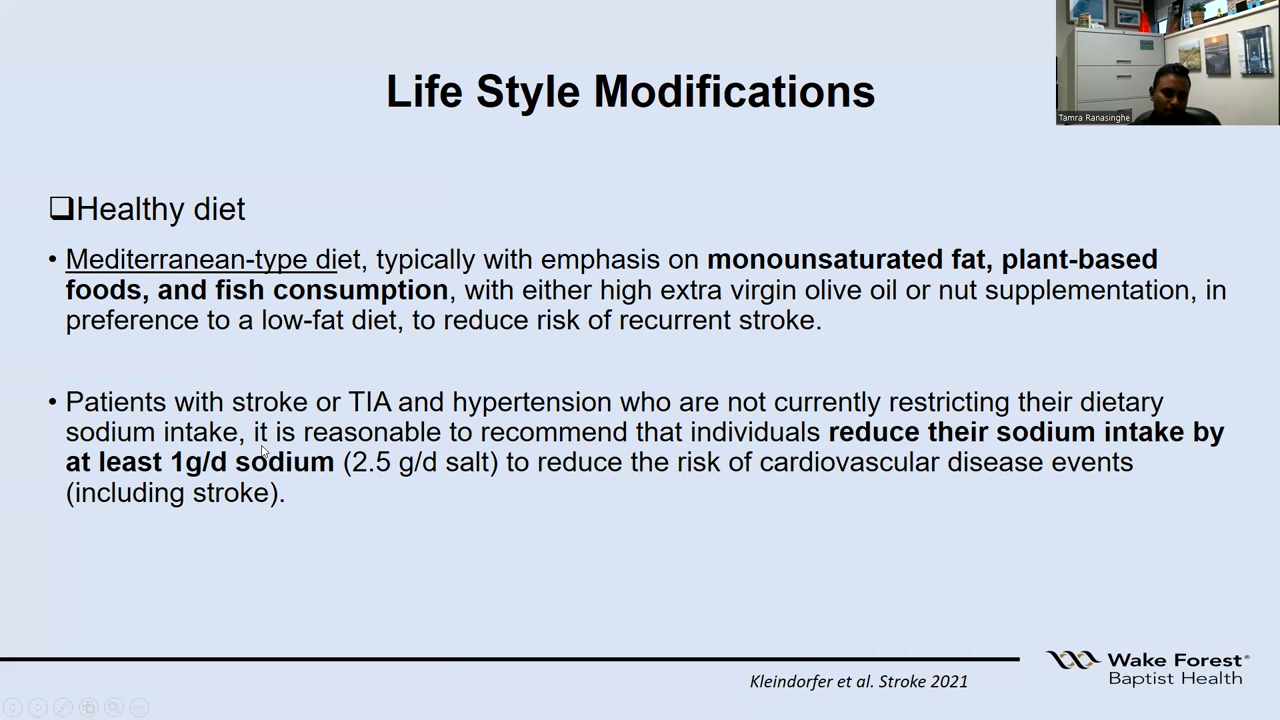 Life Style Modifications
Tamra Ranasinghe
❑Healthy diet
• Mediterranean-type diet, typically with emphasis on monounsaturated fat, plant-based
foods, and fish consumption, with either high extra virgin olive oil or nut supplementation, in
preference to a low-fat diet, to reduce risk of recurrent stroke.
• Patients with stroke or TIA and hypertension who are not currently restricting their dietary
sodium intake, it is reasonable to recommend that individuals reduce their sodium intake by
at least 1g/d sodium (2.5 g/d salt) to reduce the risk of cardiovascular disease events
(including stroke).
Kleindorfer et al. Stroke 2021
Wake Forest®
Baptist Health